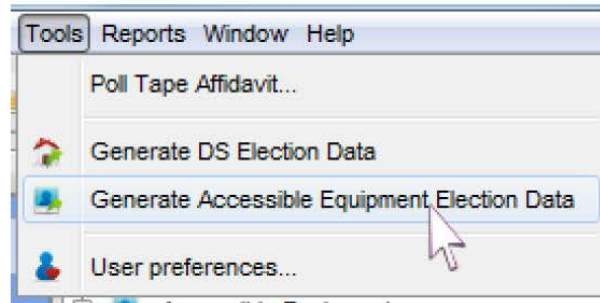 Tools Reports Window Help
Poll Tape Affidavit...
Generate DS Election Data
Generate Accessible Equipment Election Data
User preferences...